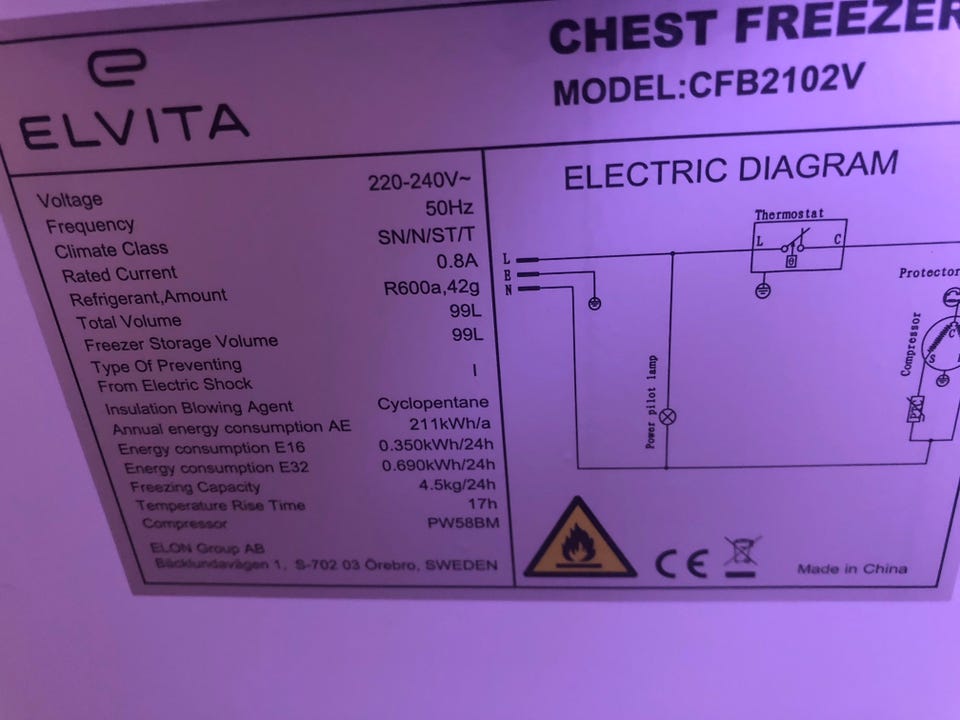 CHEST FREEZER
MODEL:CFB2102V
ELVITA
Voltage 220-240V~
Frequency 50Hz
Climate Class SN/N/ST/T
Rated Current 0.8A
Refrigerant,Amount R600a,42g
Total Volume 99L
Freezer Storage Volume 99L
Type Of Preventing
From Electric Shock I
Insulation Blowing Agent Cyclopentane
Annual energy consumption AE 211kWh/a
Energy consumption E16 0.350kWh/24h
Energy consumption E32 0.690kWh/24h
Freezing Capacity 4.5kg/24h
Temperature Rise Time 17h
Compressor PW58BM
ELON Group AB
Bäcklundavägen 1, S-702 03 Örebro, SWEDEN
ELECTRIC DIAGRAM
Thermostat
L C
θ
L
E
N
Protector
Compressor
C
S
PTC
Power pilot lamp
CE
Made in China